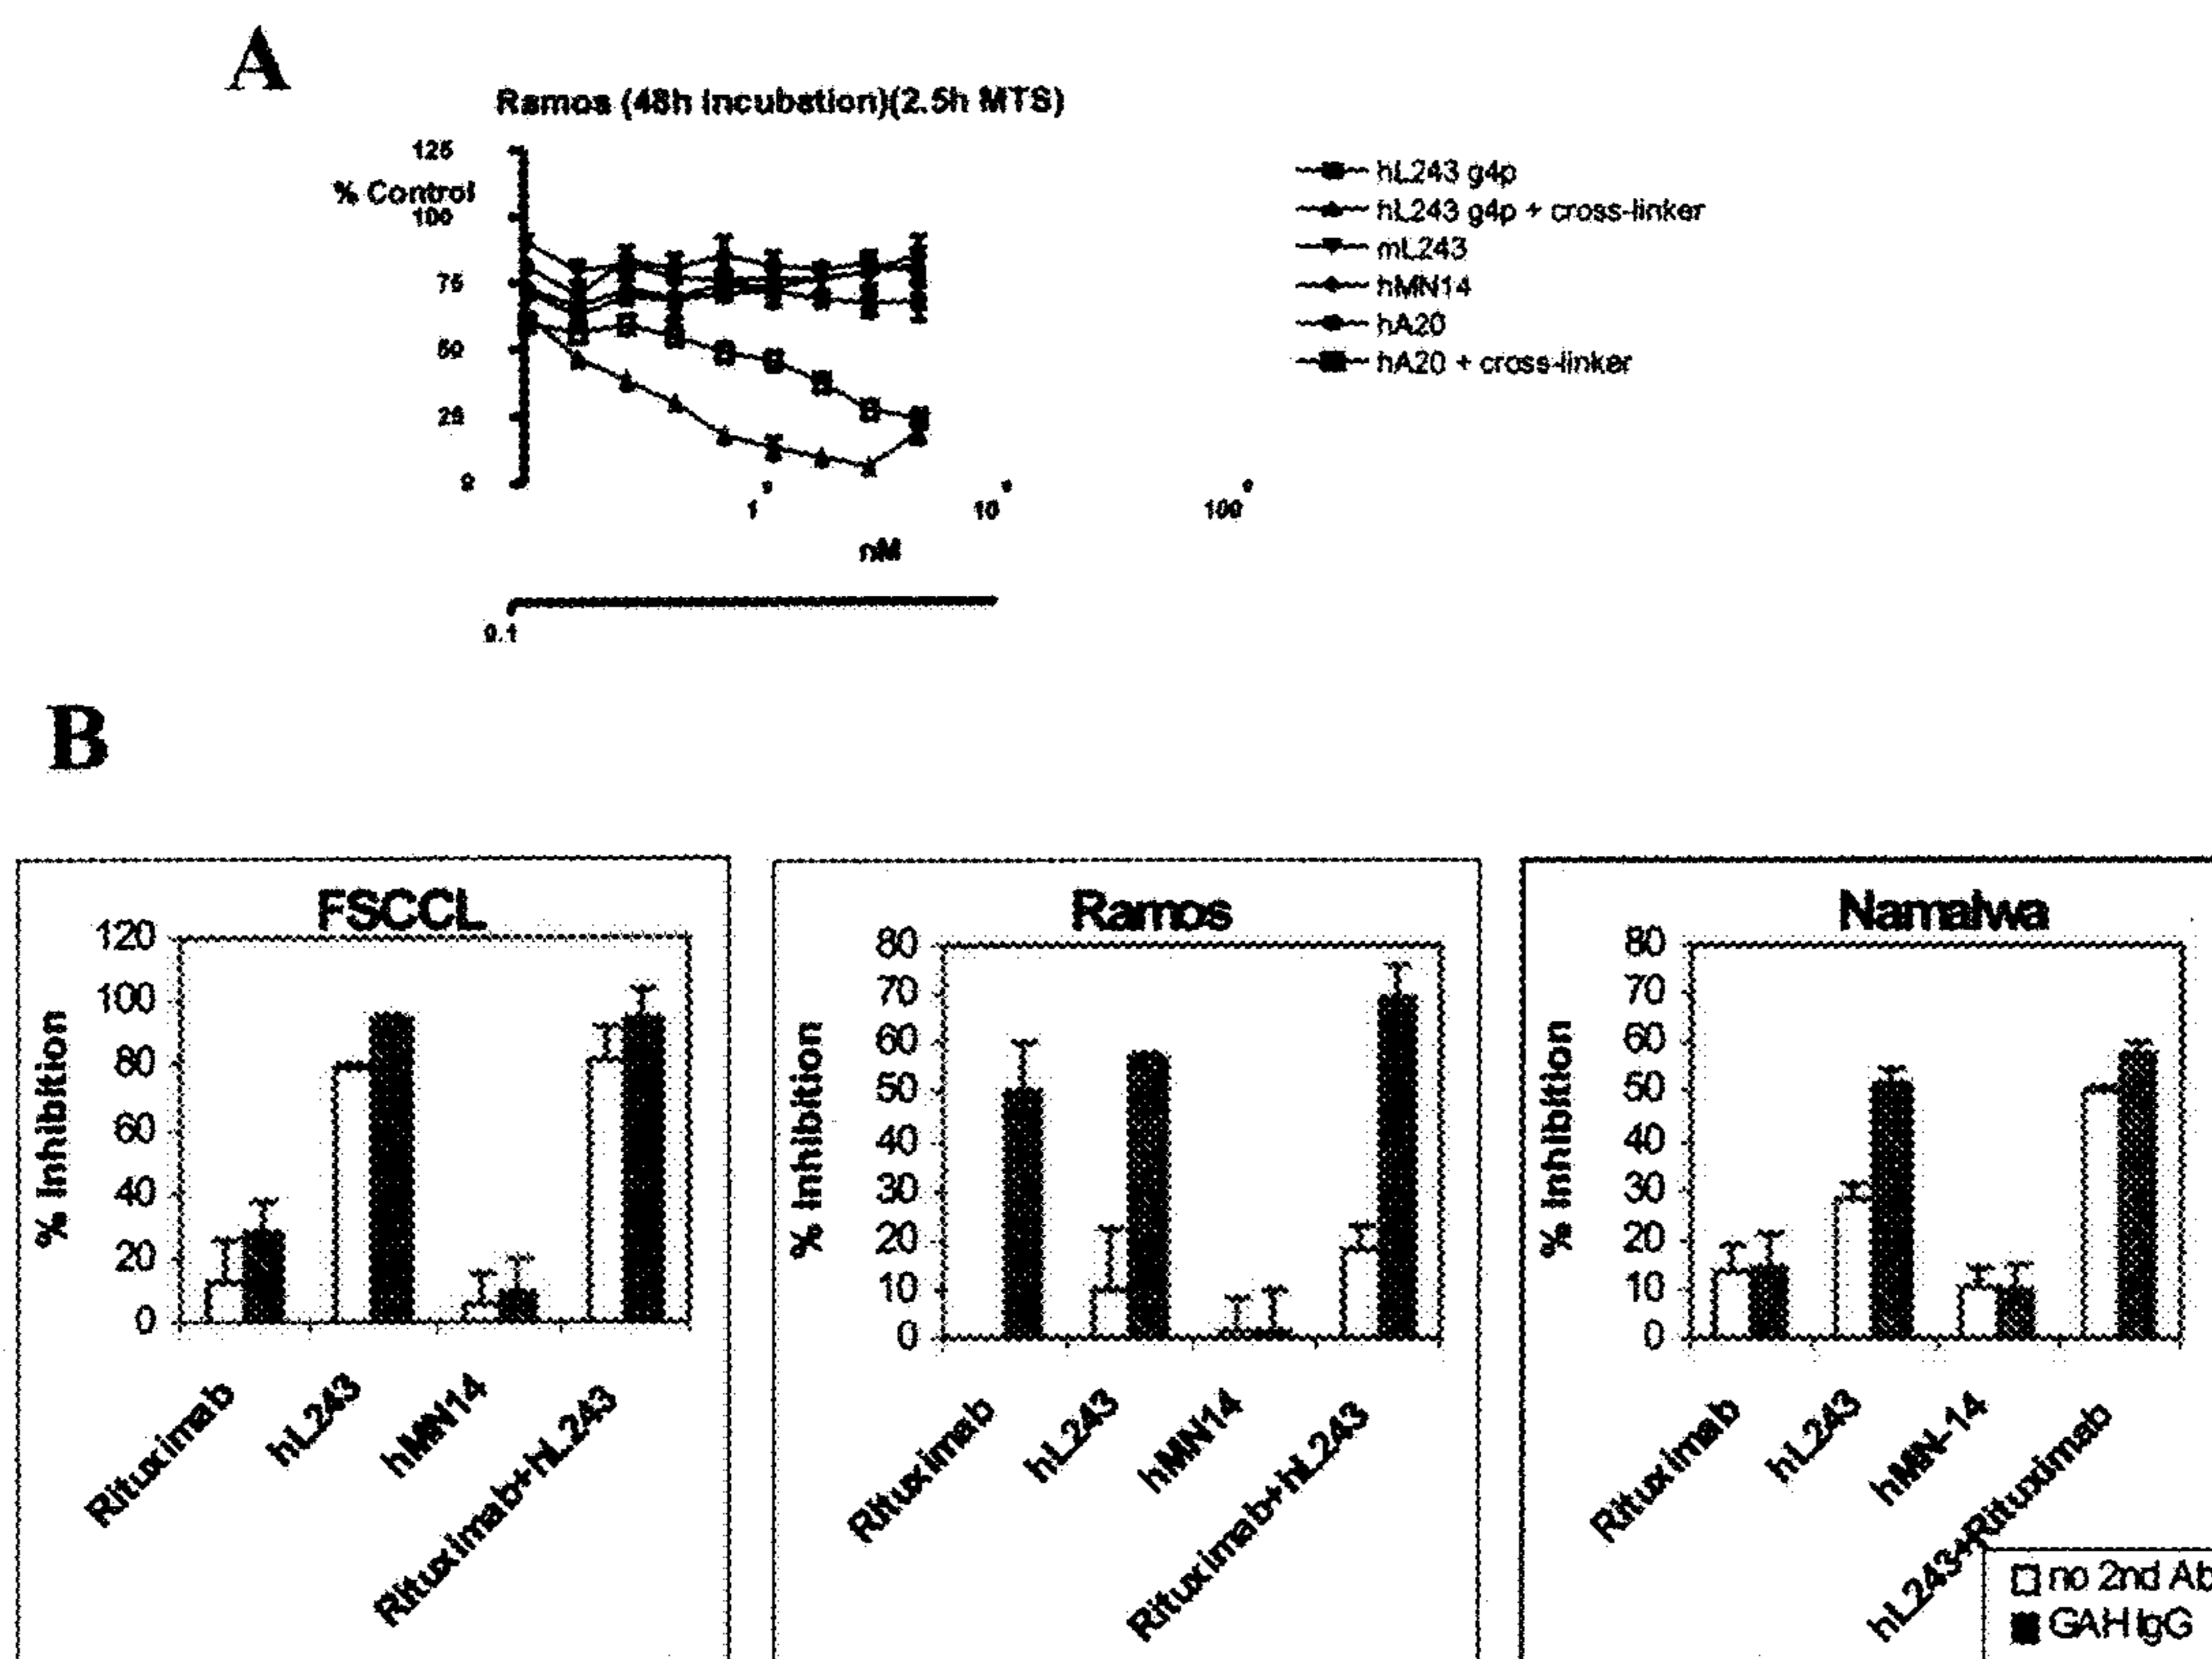 A
Ramos (48h Incubation)(2.5h MTS)
125
% Control
100
75
50
25
0
1
10
100
nM
0.1
hL243 g4p
hL243 g4p + cross-linker
mL243
hMN14
hA20
hA20 + cross-linker
B
FSCCL
% Inhibition
120
100
80
60
40
20
0
Rituximab
hL243
hMN14
Rituximab+hL243
Ramos
% Inhibition
80
70
60
50
40
30
20
10
0
Rituximab
hL243
hMN14
Rituximab+hL243
Namalwa
% Inhibition
80
70
60
50
40
30
20
10
0
Rituximab
hL243
hMN-14
hL243+Rituximab
no 2nd Ab
GAH IgG